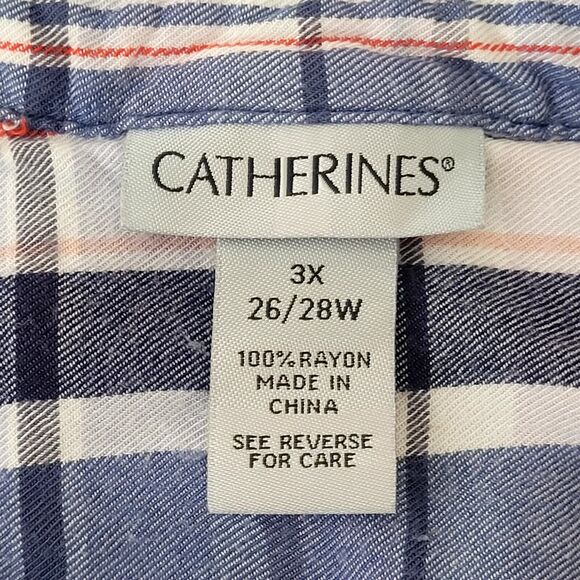 CATHERINES®
3X
26/28W
100% RAYON
MADE IN
CHINA
SEE REVERSE
FOR CARE